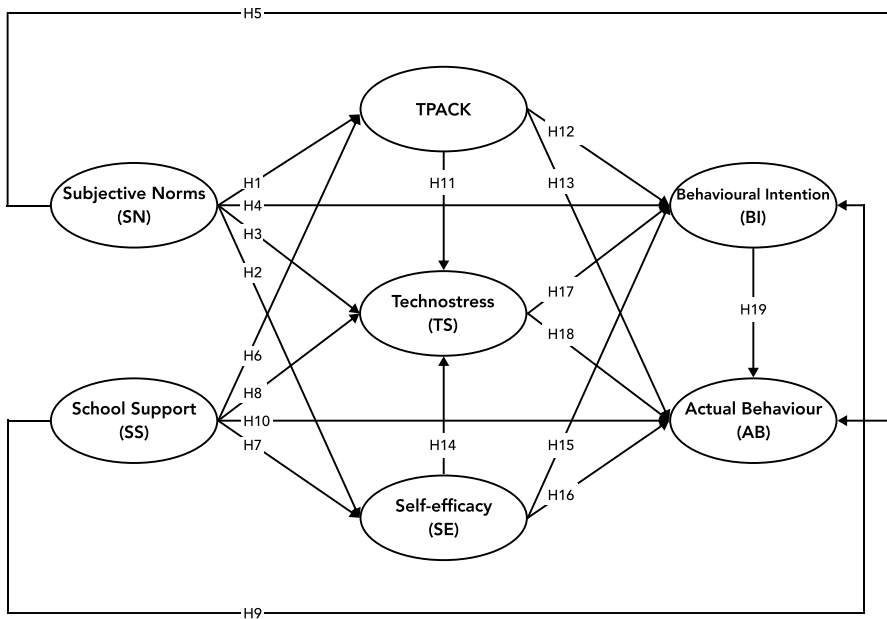 H5
TPACK
H12
H1
H11
H13
Subjective Norms
(SN)
Behavioural Intention
(BI)
H4
H3
H2
H17
Technostress
(TS)
H19
H18
H6
H8
School Support
(SS)
Actual Behaviour
(AB)
H10
H7
H14
H15
H16
Self-efficacy
(SE)
H9